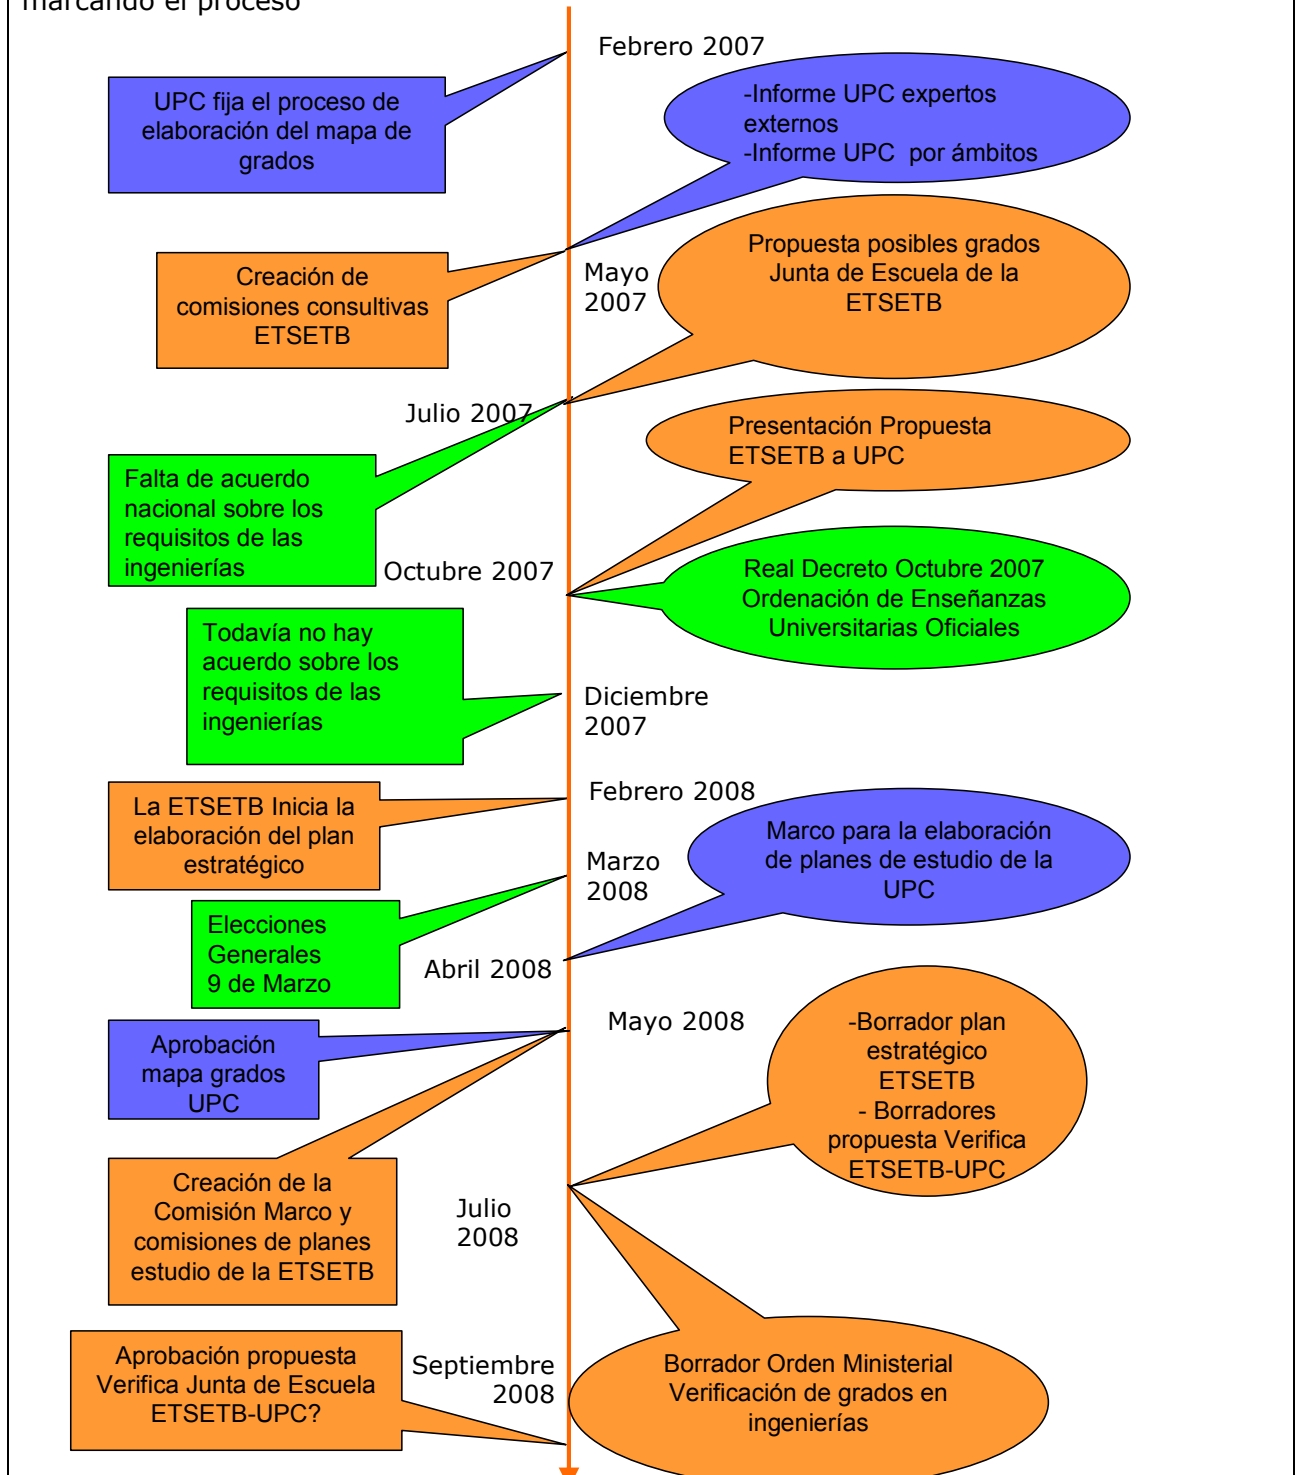 marcando el proceso
Febrero 2007
UPC fija el proceso de
elaboración del mapa de
grados
-Informe UPC expertos
externos
-Informe UPC por ámbitos
Creación de
comisiones consultivas
ETSETB
Mayo
2007
Propuesta posibles grados
Junta de Escuela de la
ETSETB
Julio 2007
Presentación Propuesta
ETSETB a UPC
Falta de acuerdo
nacional sobre los
requisitos de las
ingenierías
Octubre 2007
Real Decreto Octubre 2007
Ordenación de Enseñanzas
Universitarias Oficiales
Todavía no hay
acuerdo sobre los
requisitos de las
ingenierías
Diciembre
2007
La ETSETB Inicia la
elaboración del plan
estratégico
Febrero 2008
Marco para la elaboración
de planes de estudio de la
UPC
Marzo
2008
Elecciones
Generales
9 de Marzo
Abril 2008
Mayo 2008
Aprobación
mapa grados
UPC
-Borrador plan
estratégico
ETSETB
- Borradores
propuesta Verifica
ETSETB-UPC
Creación de la
Comisión Marco y
comisiones de planes
estudio de la ETSETB
Julio
2008
Aprobación propuesta
Verifica Junta de Escuela
ETSETB-UPC?
Septiembre
2008
Borrador Orden Ministerial
Verificación de grados en
ingenierías